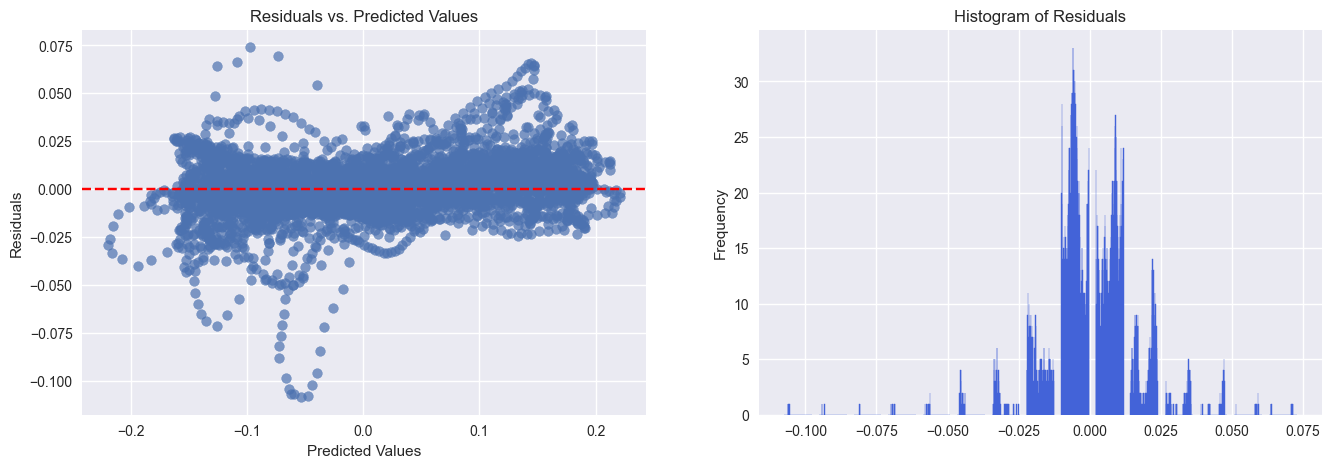 Residuals vs. Predicted Values
0.075
0.050
0.025
0.000
−0.025
−0.050
−0.075
−0.100
Residuals
−0.2 −0.1 0.0 0.1 0.2
Predicted Values
Histogram of Residuals
30
25
20
15
10
5
0
Frequency
−0.100 −0.075 −0.050 −0.025 0.000 0.025 0.050 0.075